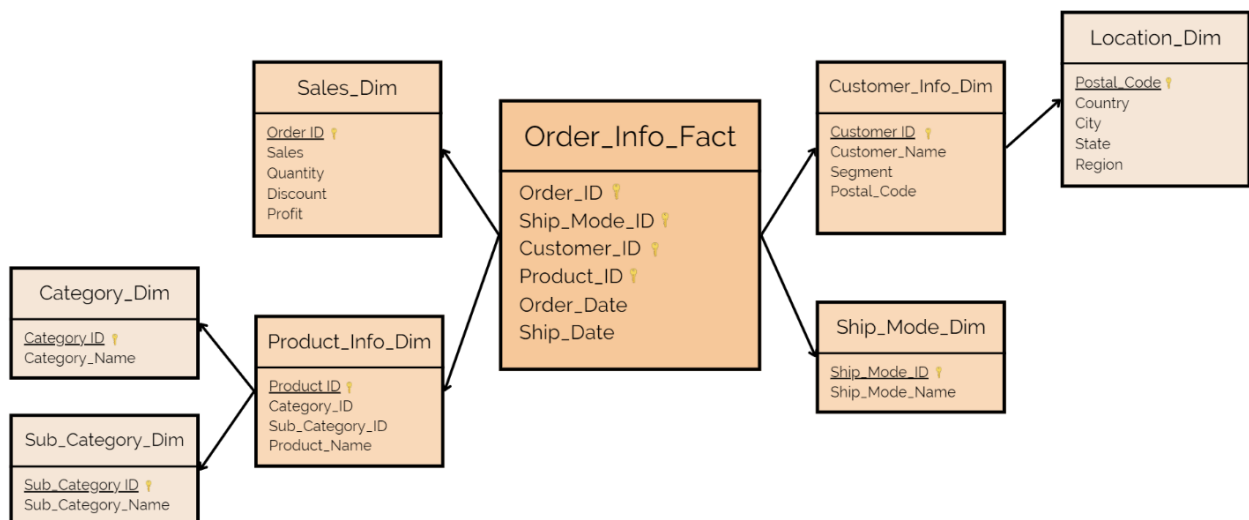 Location_Dim
Postal_Code
Country
City
State
Region
Sales_Dim
Order ID
Sales
Quantity
Discount
Profit
Customer_Info_Dim
Customer ID
Customer_Name
Segment
Postal_Code
Order_Info_Fact
Order_ID
Ship_Mode_ID
Customer_ID
Product_ID
Order_Date
Ship_Date
Category_Dim
Category ID
Category_Name
Product_Info_Dim
Product ID
Category_ID
Sub_Category_ID
Product_Name
Ship_Mode_Dim
Ship_Mode_ID
Ship_Mode_Name
Sub_Category_Dim
Sub_Category ID
Sub_Category_Name